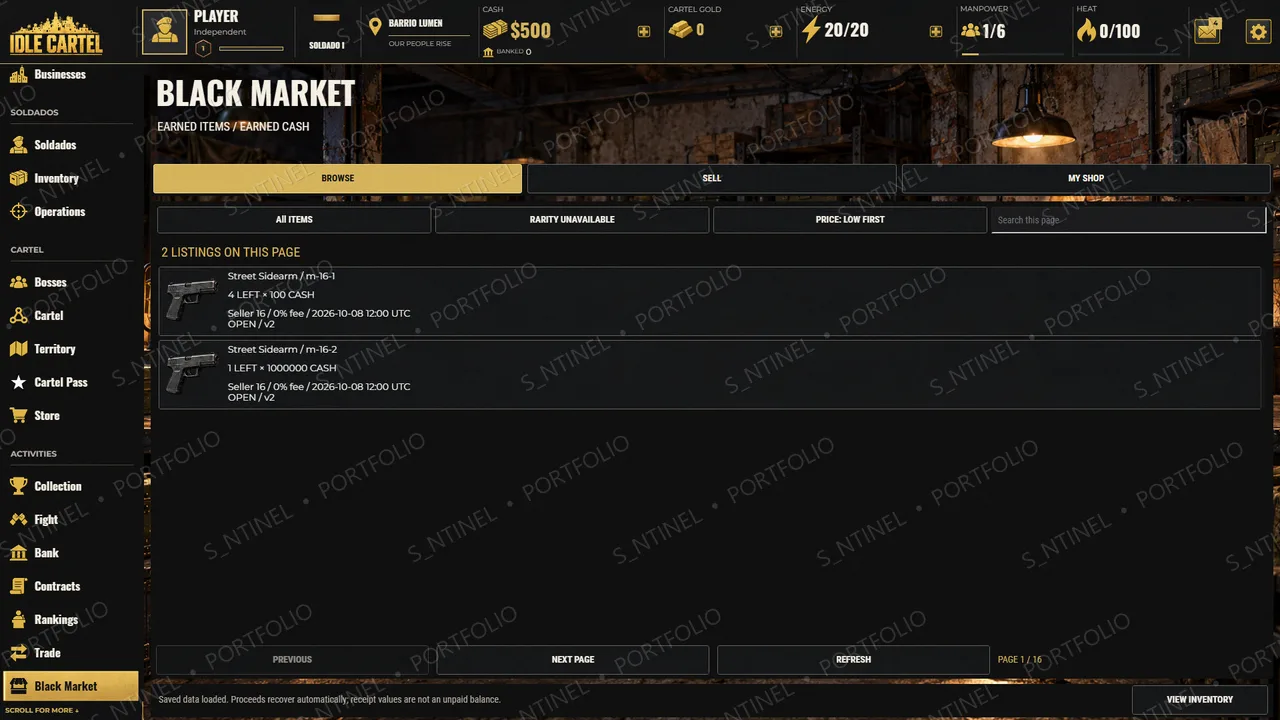 IDLE CARTEL
PLAYER
Independent
1
SOLDADO I
BARRIO LUMEN
OUR PEOPLE RISE
CASH
$500
BANKED 0
CARTEL GOLD
0
ENERGY
20/20
MANPOWER
1/6
HEAT
0/100
4
Businesses
SOLDADOS
Soldados
Inventory
Operations
CARTEL
Bosses
Cartel
Territory
Cartel Pass
Store
ACTIVITIES
Collection
Fight
Bank
Contracts
Rankings
Trade
Black Market
SCROLL FOR MORE
BLACK MARKET
EARNED ITEMS / EARNED CASH
BROWSE
SELL
MY SHOP
All ITEMS
RARITY UNAVAILABLE
PRICE: LOW FIRST
Search this page
2 LISTINGS ON THIS PAGE
Street Sidearm / m-16-1
4 LEFT × 100 CASH
Seller 16 / 0% fee / 2026-10-08 12:00 UTC
OPEN / v2
Street Sidearm / m-16-2
1 LEFT × 1000000 CASH
Seller 16 / 0% fee / 2026-10-08 12:00 UTC
OPEN / v2
PREVIOUS
NEXT PAGE
REFRESH
PAGE 1 / 16
Saved data loaded. Proceeds recover automatically; receipt values are not an unpaid balance.
VIEW INVENTORY
S_NTINEL • PORTFOLIO